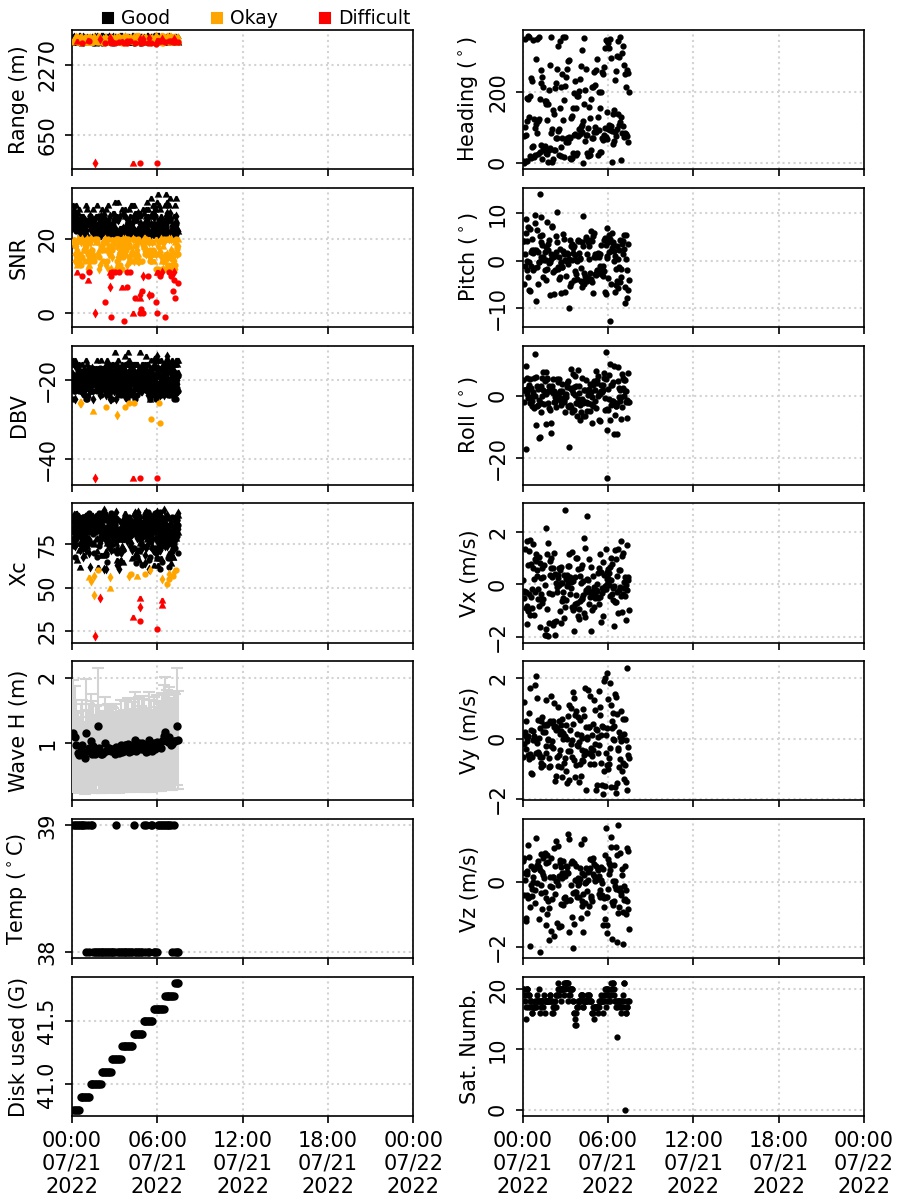 Good Okay Difficult
Range (m)
2270
650
Heading (°)
200
0
SNR
20
0
Pitch (°)
10
0
−10
DBV
−20
−40
Roll (°)
0
−20
Xc
75
50
25
Vx (m/s)
2
0
−2
Wave H (m)
2
1
Vy (m/s)
2
0
−2
Temp (°C)
39
38
Vz (m/s)
0
−2
Disk used (G)
41.5
41.0
Sat. Numb.
20
10
0
00:00 06:00 12:00 18:00 00:00
07/21 07/21 07/21 07/21 07/22
2022 2022 2022 2022 2022
00:00 06:00 12:00 18:00 00:00
07/21 07/21 07/21 07/21 07/22
2022 2022 2022 2022 2022